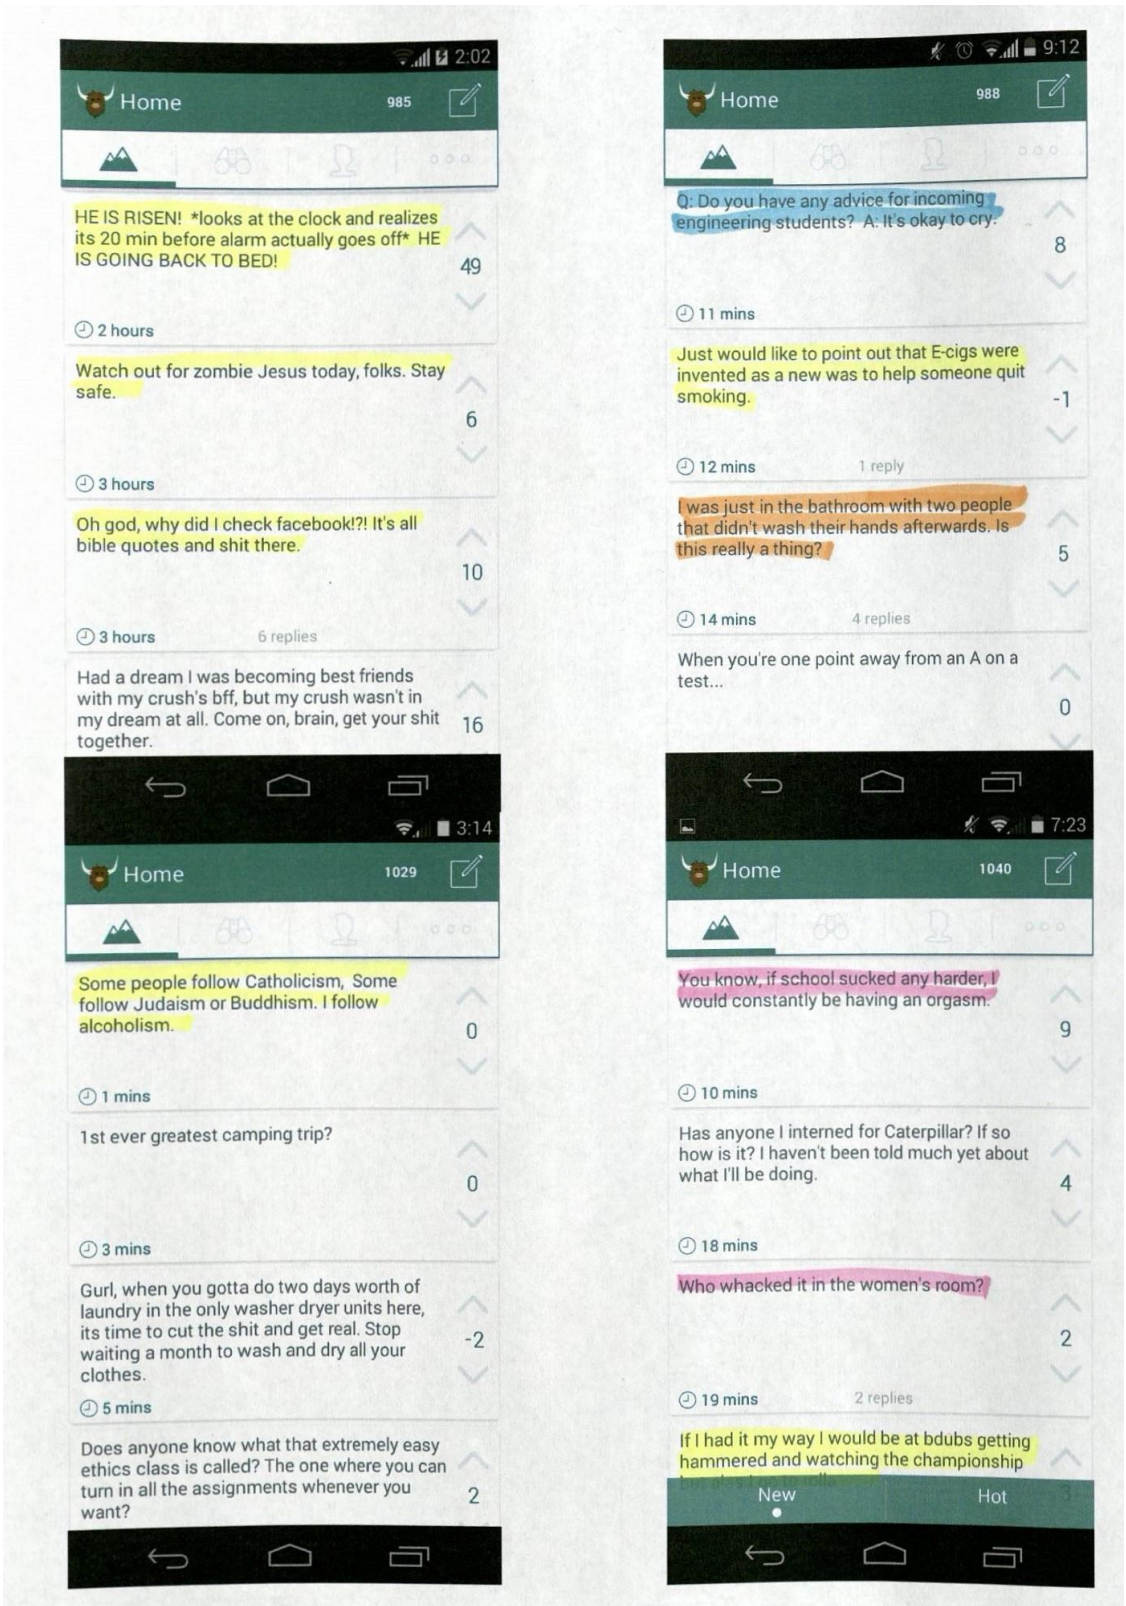 2:02
Home 985
HE IS RISEN! *looks at the clock and realizes
its 20 min before alarm actually goes off* HE
IS GOING BACK TO BED!
49
2 hours
Watch out for zombie Jesus today, folks. Stay
safe.
6
3 hours
Oh god, why did I check facebook!?! It's all
bible quotes and shit there.
10
3 hours 6 replies
Had a dream I was becoming best friends
with my crush's bff, but my crush wasn't in
my dream at all. Come on, brain, get your shit
together.
16
9:12
Home 988
Q: Do you have any advice for incoming
engineering students? A: It's okay to cry.
8
11 mins
Just would like to point out that E-cigs were
invented as a new was to help someone quit
smoking.
-1
12 mins 1 reply
I was just in the bathroom with two people
that didn't wash their hands afterwards. Is
this really a thing?
5
14 mins 4 replies
When you're one point away from an A on a
test...
0
3:14
Home 1029
Some people follow Catholicism, Some
follow Judaism or Buddhism. I follow
alcoholism.
0
1 mins
1st ever greatest camping trip?
0
3 mins
Gurl, when you gotta do two days worth of
laundry in the only washer dryer units here,
its time to cut the shit and get real. Stop
waiting a month to wash and dry all your
clothes.
-2
5 mins
Does anyone know what that extremely easy
ethics class is called? The one where you can
turn in all the assignments whenever you
want?
2
7:23
Home 1040
You know, if school sucked any harder, I
would constantly be having an orgasm.
9
10 mins
Has anyone I interned for Caterpillar? If so
how is it? I haven't been told much yet about
what I'll be doing.
4
18 mins
Who whacked it in the women's room?
2
19 mins 2 replies
If I had it my way I would be at bdubs getting
hammered and watching the championship
3
New Hot